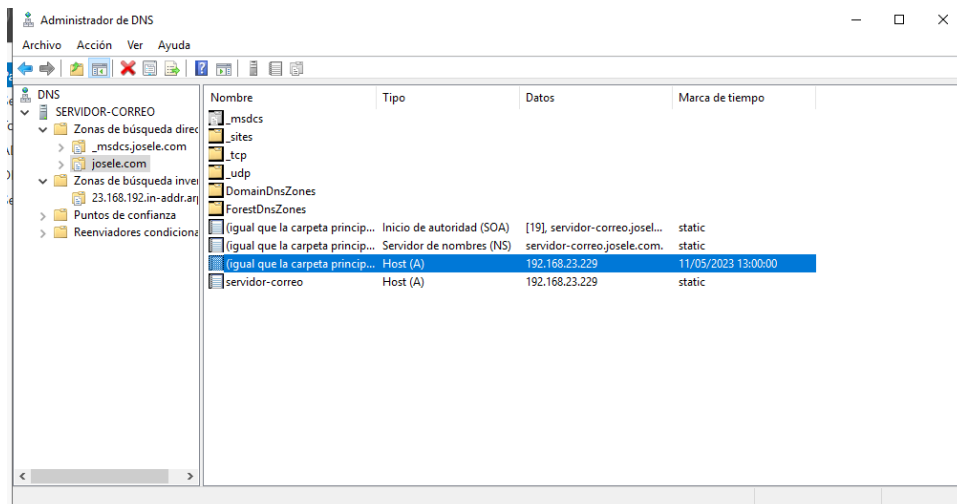 Administrador de DNS
Archivo Acción Ver Ayuda
DNS
SERVIDOR-CORREO
Zonas de búsqueda direc
_msdcs.josele.com
josele.com
Zonas de búsqueda inver
23.168.192.in-addr.arp
Puntos de confianza
Reenviadores condiciona
Nombre Tipo Datos Marca de tiempo
_msdcs
_sites
_tcp
_udp
DomainDnsZones
ForestDnsZones
(igual que la carpeta princip... Inicio de autoridad (SOA) [19], servidor-correo.josel... static
(igual que la carpeta princip... Servidor de nombres (NS) servidor-correo.josele.com. static
(igual que la carpeta princip... Host (A) 192.168.23.229 11/05/2023 13:00:00
servidor-correo Host (A) 192.168.23.229 static